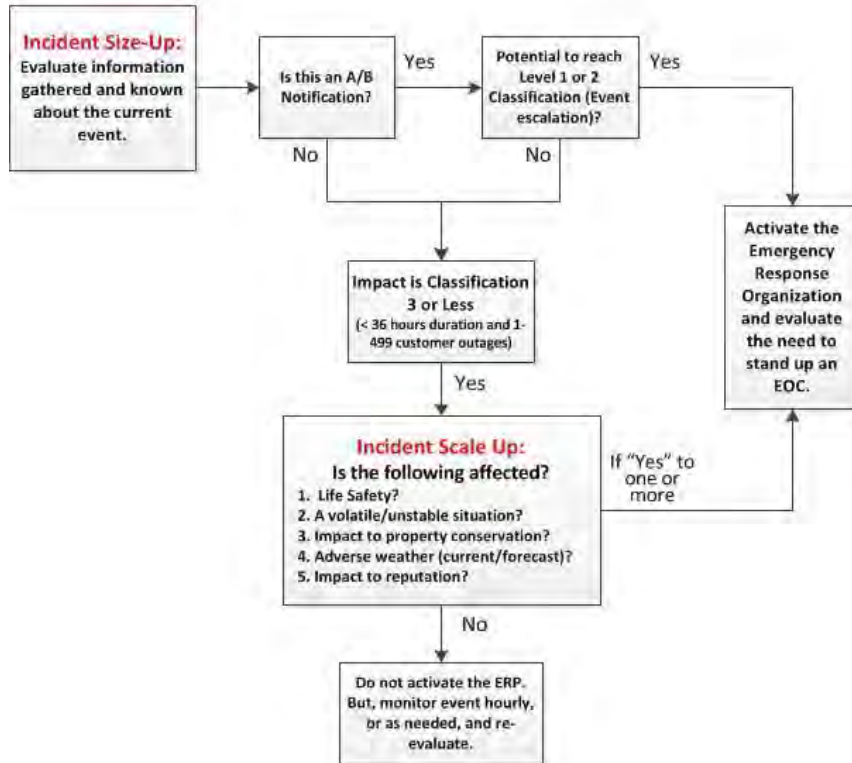 Incident Size-Up:
Evaluate information
gathered and known
about the current
event.
Is this an A/B
Notification?
Yes
No
Potential to reach
Level 1 or 2
Classification (Event
escalation)?
Yes
No
Activate the
Emergency
Response
Organization
and evaluate
the need to
stand up an
EOC.
Impact is Classification
3 or Less
(< 36 hours duration and 1-
499 customer outages)
Yes
Incident Scale Up:
Is the following affected?
1. Life Safety?
2. A volatile/unstable situation?
3. Impact to property conservation?
4. Adverse weather (current/forecast)?
5. Impact to reputation?
If "Yes" to
one or
more
No
Do not activate the ERP.
But, monitor event hourly,
or as needed, and re-
evaluate.